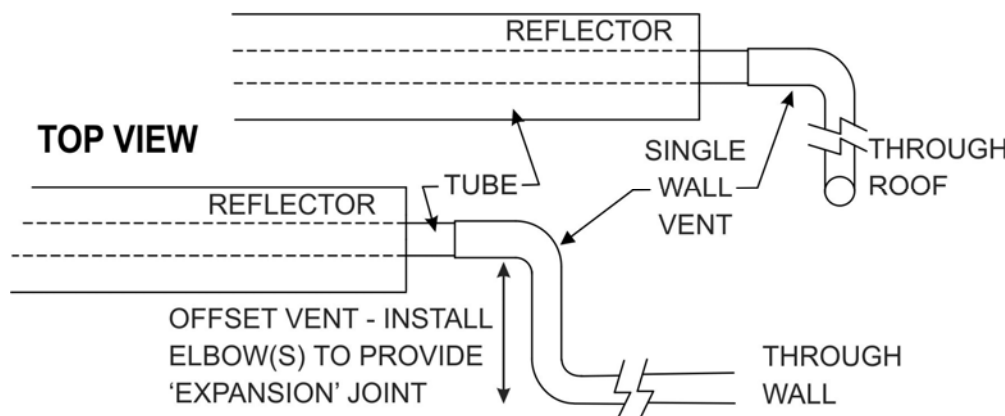 REFLECTOR
TOP VIEW
SINGLE
WALL
VENT
THROUGH
ROOF
TUBE
REFLECTOR
OFFSET VENT - INSTALL
ELBOW(S) TO PROVIDE
‘EXPANSION’ JOINT
THROUGH
WALL